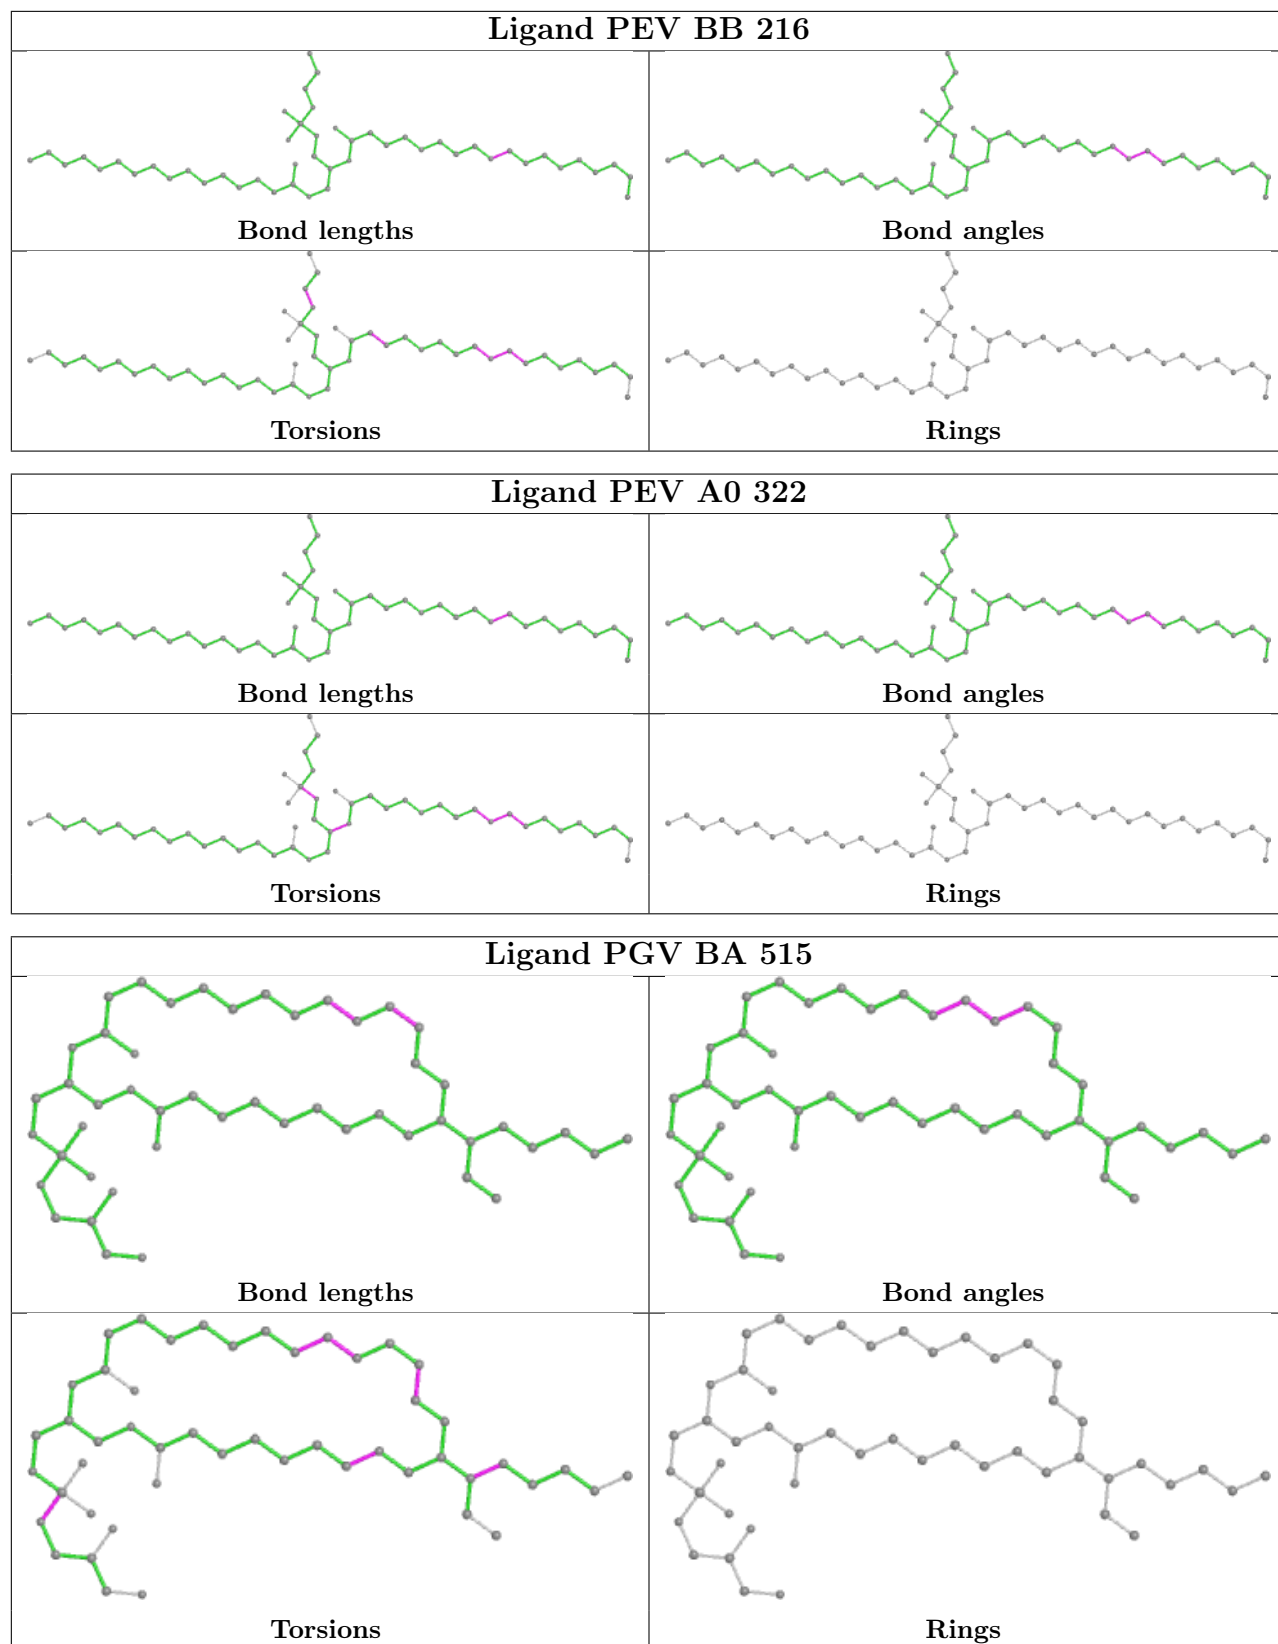 Ligand PEV BB 216
Bond lengths
Bond angles
Torsions
Rings
Ligand PEV A0 322
Bond lengths
Bond angles
Torsions
Rings
Ligand PGV BA 515
Bond lengths
Bond angles
Torsions
Rings